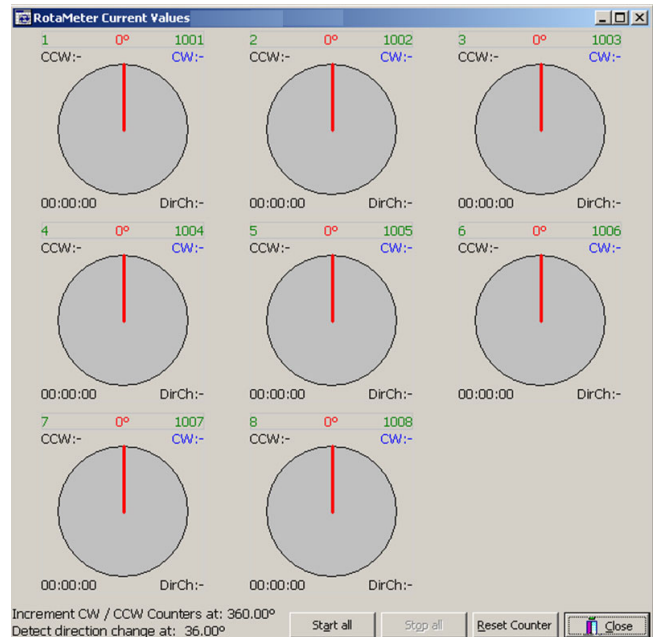 RotaMeter Current Values
1 0° 1001 2 0° 1002 3 0° 1003
CCW:- CW:- CCW:- CW:- CCW:- CW:-
00:00:00 DirCh:- 00:00:00 DirCh:- 00:00:00 DirCh:-
4 0° 1004 5 0° 1005 6 0° 1006
CCW:- CW:- CCW:- CW:- CCW:- CW:-
00:00:00 DirCh:- 00:00:00 DirCh:- 00:00:00 DirCh:-
7 0° 1007 8 0° 1008
CCW:- CW:- CCW:- CW:-
00:00:00 DirCh:- 00:00:00 DirCh:-
Increment CW / CCW Counters at: 360.00°
Detect direction change at: 36.00°
Start all Stop all Reset Counter Close